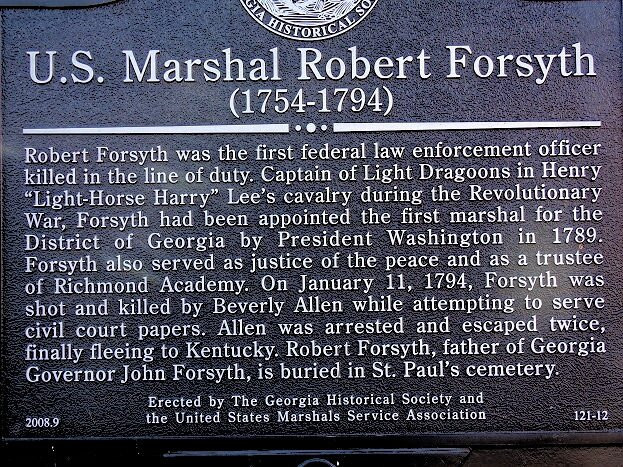 GIA HISTORICAL SO
U.S. Marshal Robert Forsyth
(1754-1794)
Robert Forsyth was the first federal law enforcement officer
killed in the line of duty. Captain of Light Dragoons in Henry
“Light-Horse Harry” Lee's cavalry during the Revolutionary
War, Forsyth had been appointed the first marshal for the
District of Georgia by President Washington in 1789.
Forsyth also served as justice of the peace and as a trustee
of Richmond Academy. On January 11, 1794, Forsyth was
shot and killed by Beverly Allen while attempting to serve
civil court papers. Allen was arrested and escaped twice,
finally fleeing to Kentucky. Robert Forsyth, father of Georgia
Governor John Forsyth, is buried in St. Paul's cemetery.
Erected by The Georgia Historical Society and
the United States Marshals Service Association
2008.9
121-12